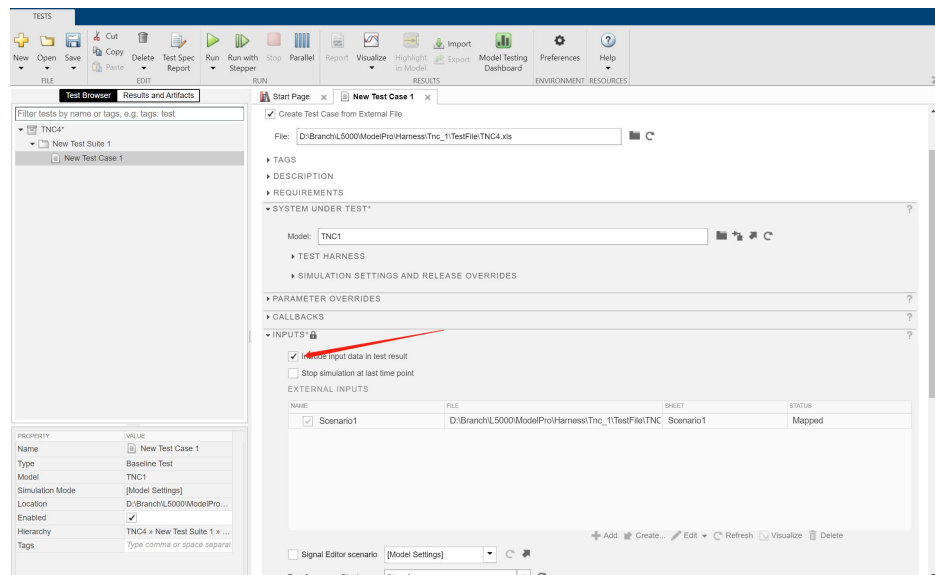 TESTS
New Open Save Cut Copy Paste Delete Test Spec Report Run Run with Stepper Stop Parallel Report Visualize Highlight in Model Import Export Model Testing Dashboard Preferences Help
FILE EDIT RUN RESULTS ENVIRONMENT RESOURCES
Test Browser Results and Artifacts
Filter tests by name or tags, e.g. tags: test
TNC4*
New Test Suite 1
New Test Case 1
PROPERTY VALUE
Name New Test Case 1
Type Baseline Test
Model TNC1
Simulation Mode [Model Settings]
Location D:\Branch\L5000\ModelPro...
Enabled
Hierarchy TNC4 » New Test Suite 1 » ...
Tags Type comma or space separat
Start Page × New Test Case 1 ×
Create Test Case from External File
File: D:\Branch\L5000\ModelPro\Harness\Tnc_1\TestFile\TNC4.xls
TAGS
DESCRIPTION
REQUIREMENTS
SYSTEM UNDER TEST* ?
Model: TNC1
TEST HARNESS
SIMULATION SETTINGS AND RELEASE OVERRIDES
PARAMETER OVERRIDES ?
CALLBACKS ?
INPUTS* ?
input data in test result
Stop simulation at last time point
EXTERNAL INPUTS
NAME FILE SHEET STATUS
Scenario1 D:\Branch\L5000\ModelPro\Harness\Tnc_1\TestFile\TNC Scenario1 Mapped
Add Create... Edit Refresh Visualize Delete
Signal Editor scenario [Model Settings]